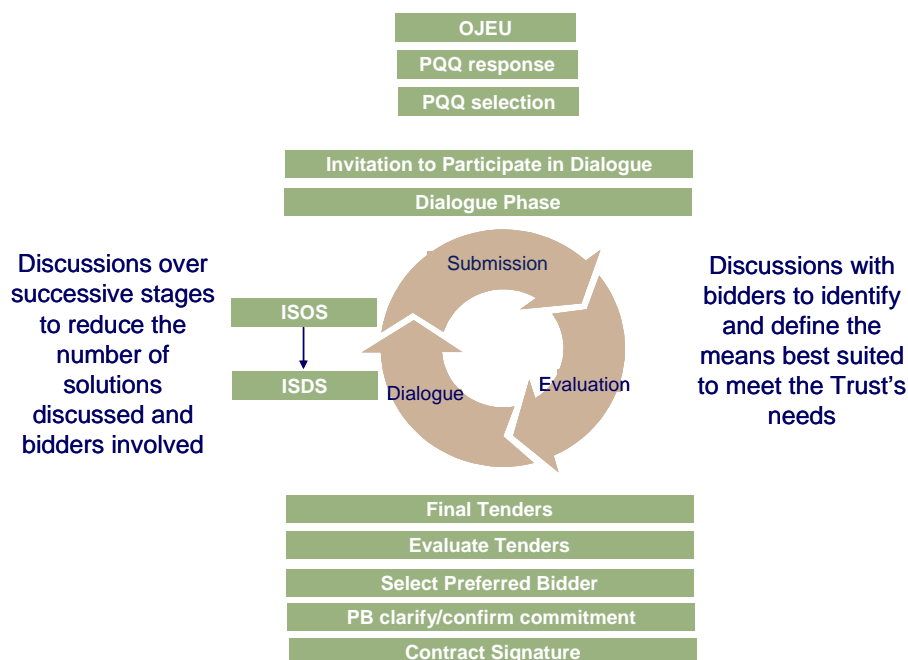 OJEU
PQQ response
PQQ selection
Invitation to Participate in Dialogue
Dialogue Phase
Discussions over
successive stages
to reduce the
number of
solutions
discussed and
bidders involved
ISOS
ISDS
Submission
Evaluation
Dialogue
Discussions with
bidders to identify
and define the
means best suited
to meet the Trust's
needs
Final Tenders
Evaluate Tenders
Select Preferred Bidder
PB clarify/confirm commitment
Contract Signature